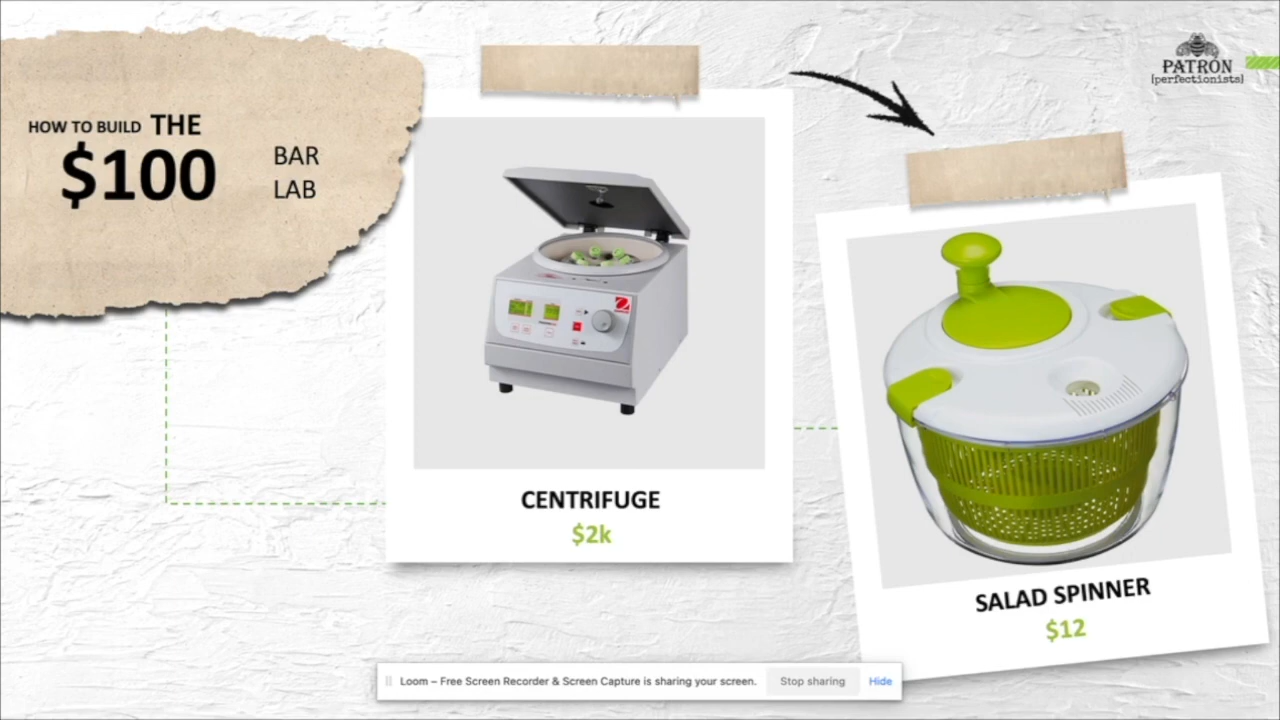 HOW TO BUILD THE
$100
BAR
LAB
PATRÓN
[perfectionists]
CENTRIFUGE
$2k
SALAD SPINNER
$12
Loom – Free Screen Recorder & Screen Capture is sharing your screen. Stop sharing Hide